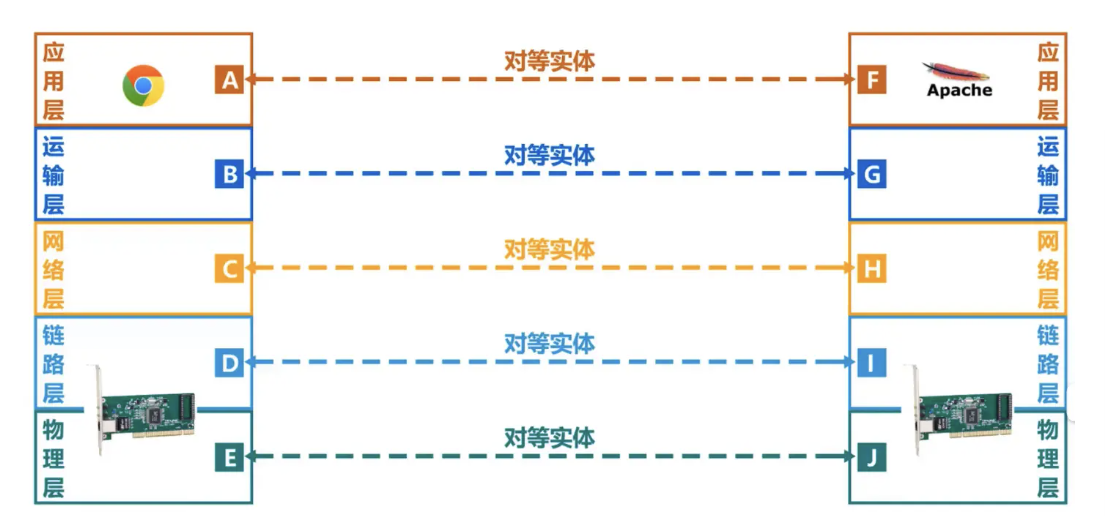 应用层 A 对等实体 F Apache 应用层
运输层 B 对等实体 G 运输层
网络层 C 对等实体 H 网络层
链路层 D 对等实体 I 链路层
物理层 E 对等实体 J 物理层